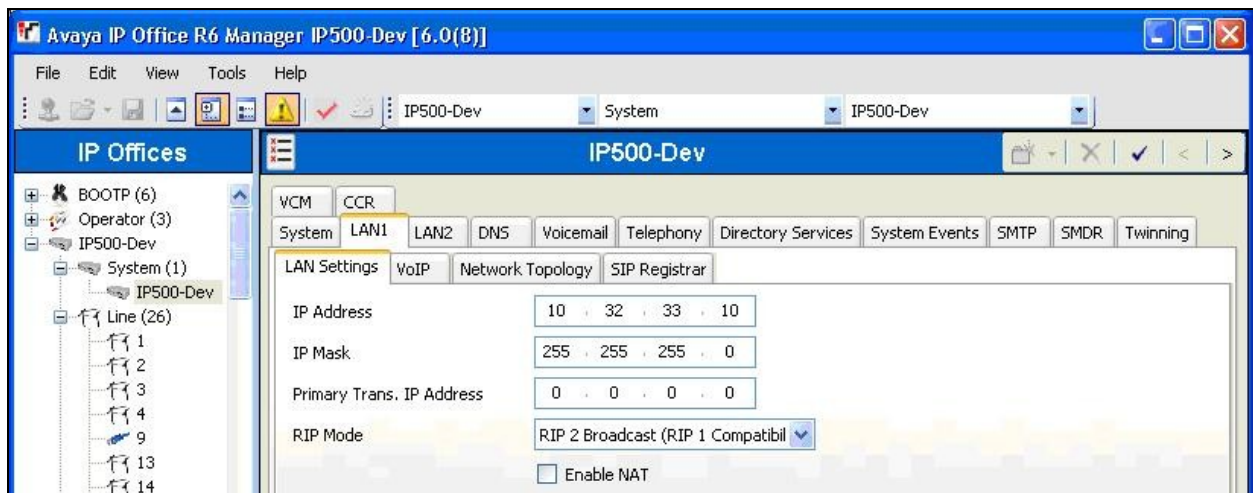 Avaya IP Office R6 Manager IP500-Dev [6.0(8)]
File Edit View Tools Help
IP500-Dev System IP500-Dev
IP Offices
IP500-Dev
BOOTP (6)
Operator (3)
IP500-Dev
System (1)
IP500-Dev
Line (26)
1
2
3
4
9
13
14
VCM CCR
System LAN1 LAN2 DNS Voicemail Telephony Directory Services System Events SMTP SMDR Twinning
LAN Settings VoIP Network Topology SIP Registrar
IP Address 10 . 32 . 33 . 10
IP Mask 255 . 255 . 255 . 0
Primary Trans. IP Address 0 . 0 . 0 . 0
RIP Mode RIP 2 Broadcast (RIP 1 Compatibil
Enable NAT